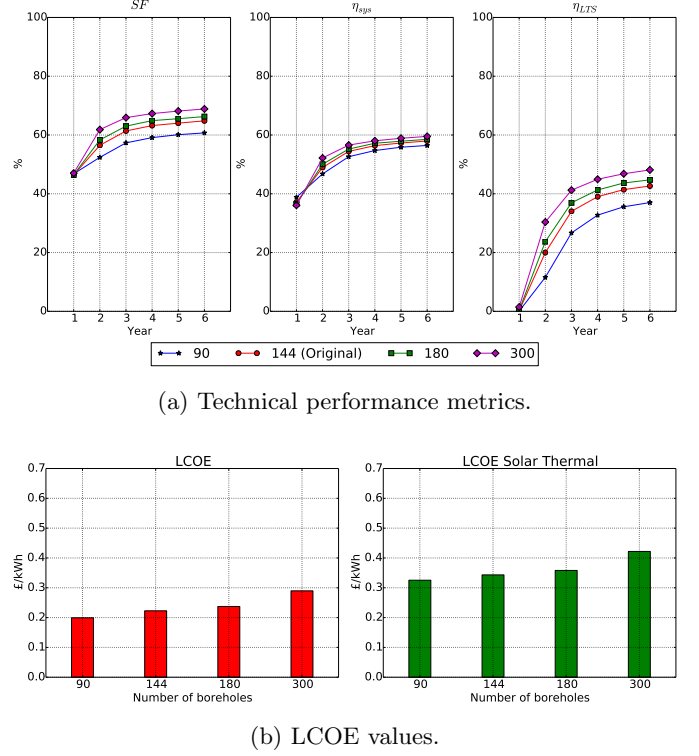 SF
η_sys
η_LTS
100
80
60
40
20
0
%
1 2 3 4 5 6
Year
100
80
60
40
20
0
%
1 2 3 4 5 6
Year
100
80
60
40
20
0
%
1 2 3 4 5 6
Year
90 144 (Original) 180 300
(a) Technical performance metrics.
LCOE
0.7
0.6
0.5
0.4
0.3
0.2
0.1
0.0
£/kWh
90 144 180 300
Number of boreholes
LCOE Solar Thermal
0.7
0.6
0.5
0.4
0.3
0.2
0.1
0.0
£/kWh
90 144 180 300
Number of boreholes
(b) LCOE values.